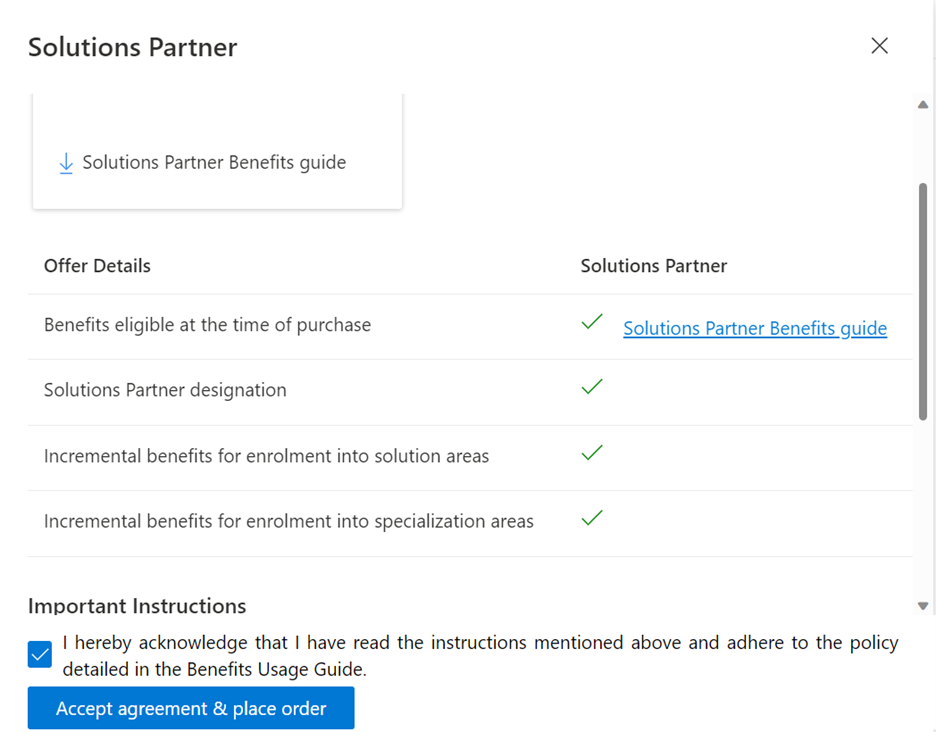 Solutions Partner
Solutions Partner Benefits guide
Offer Details Solutions Partner
Benefits eligible at the time of purchase Solutions Partner Benefits guide
Solutions Partner designation
Incremental benefits for enrolment into solution areas
Incremental benefits for enrolment into specialization areas
Important Instructions
I hereby acknowledge that I have read the instructions mentioned above and adhere to the policy
detailed in the Benefits Usage Guide.
Accept agreement & place order